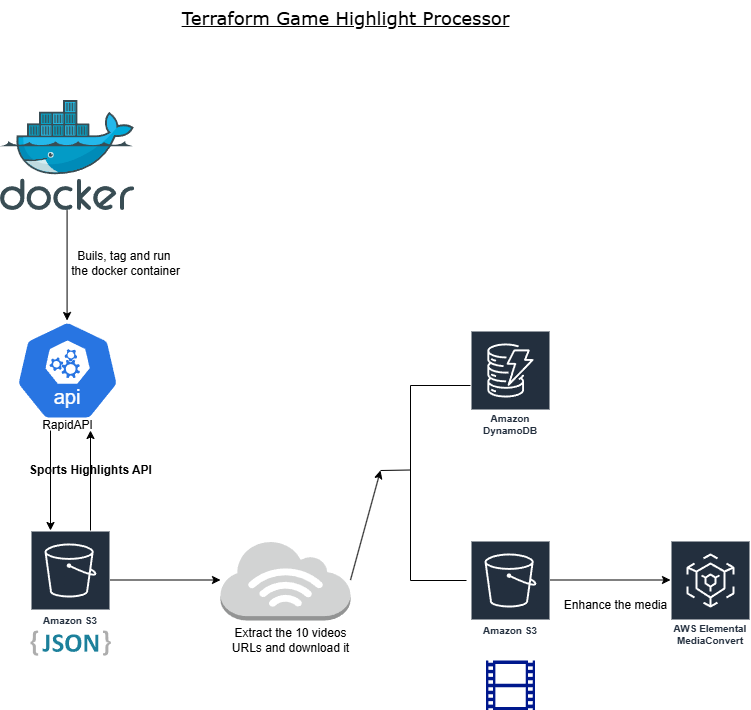 Terraform Game Highlight Processor
docker
Buils, tag and run
the docker container
api
RapidAPI
Sports Highlights API
Amazon
DynamoDB
Amazon S3
{JSON}
Extract the 10 videos
URLs and download it
Amazon S3
Enhance the media
AWS Elemental
MediaConvert